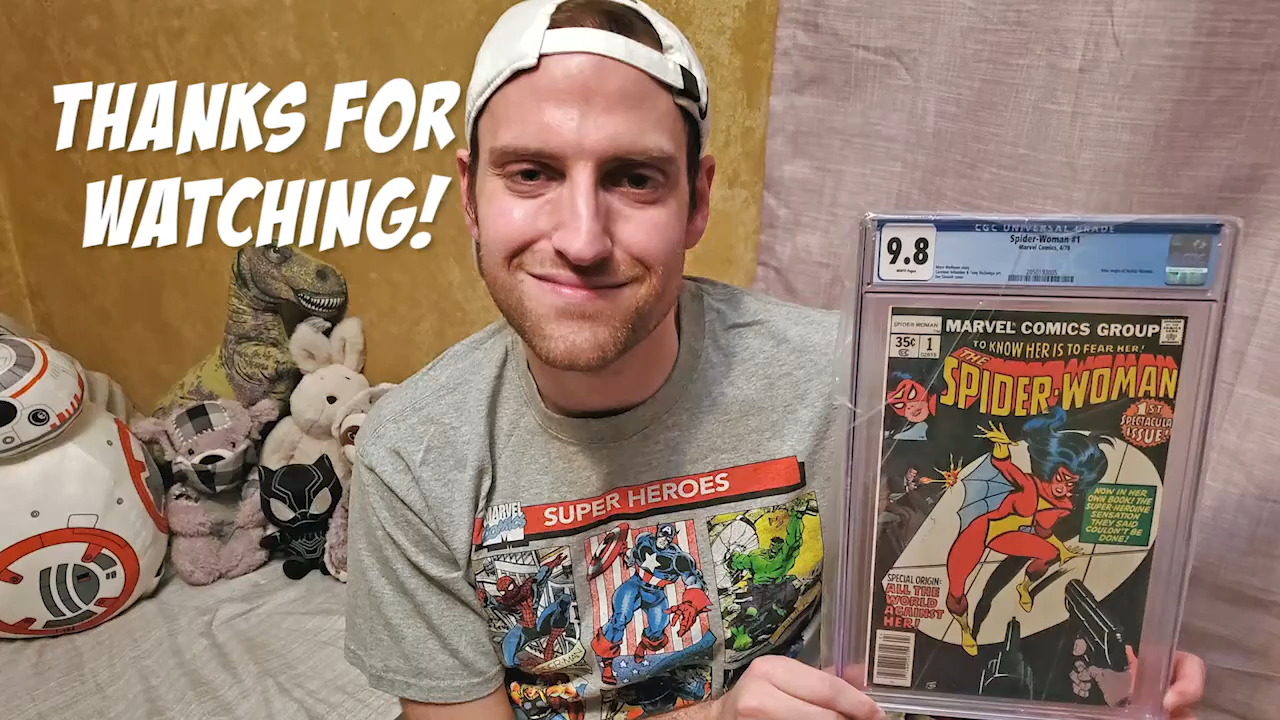 THANKS FOR
WATCHING!
CGC UNIVERSAL GRADE
9.8
WHITE Pages
Spider-Woman #1
Marvel Comics, 4/78
SPIDER-WOMAN
MARVEL COMICS GROUP
35¢
1
TO KNOW HER IS TO FEAR HER!
THE
SPIDER-WOMAN
1ST
SPECTACULAR
ISSUE!
NOW IN HER
OWN BOOK! THE
SUPER-HEROINE
SENSATION
THEY SAID
COULDN'T BE
DONE!
SPECIAL ORIGIN:
ALL THE
WORLD
AGAINST
HER!
MARVEL
COMICS
SUPER HEROES